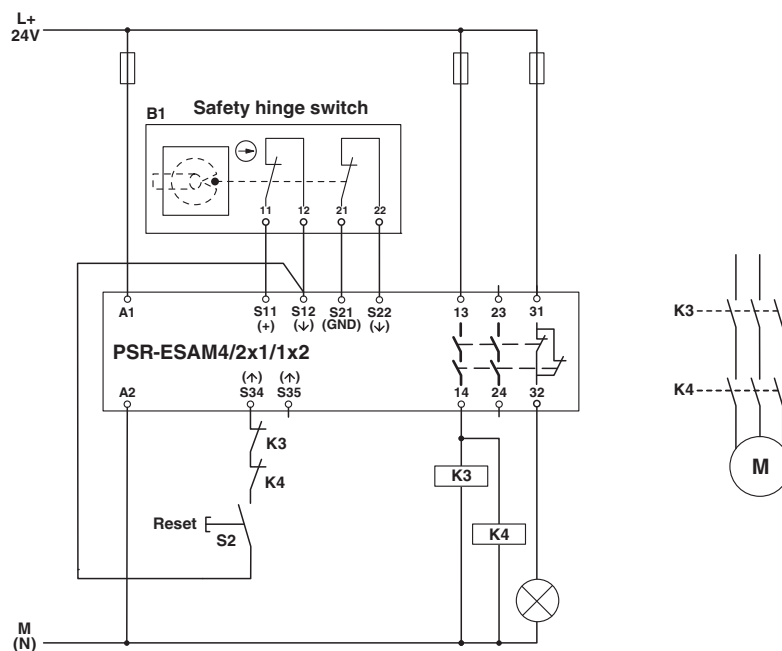 L+
24V
B1
Safety hinge switch
11 12 21 22
A1 S11 S12 S21 S22 13 23 31
(+) (↓) (GND) (↓)
PSR-ESAM4/2x1/1x2
(↑) (↑)
A2 S34 S35 14 24 32
K3
K4
Reset
S2
K3
K4
M
(N)
K3
K4
M